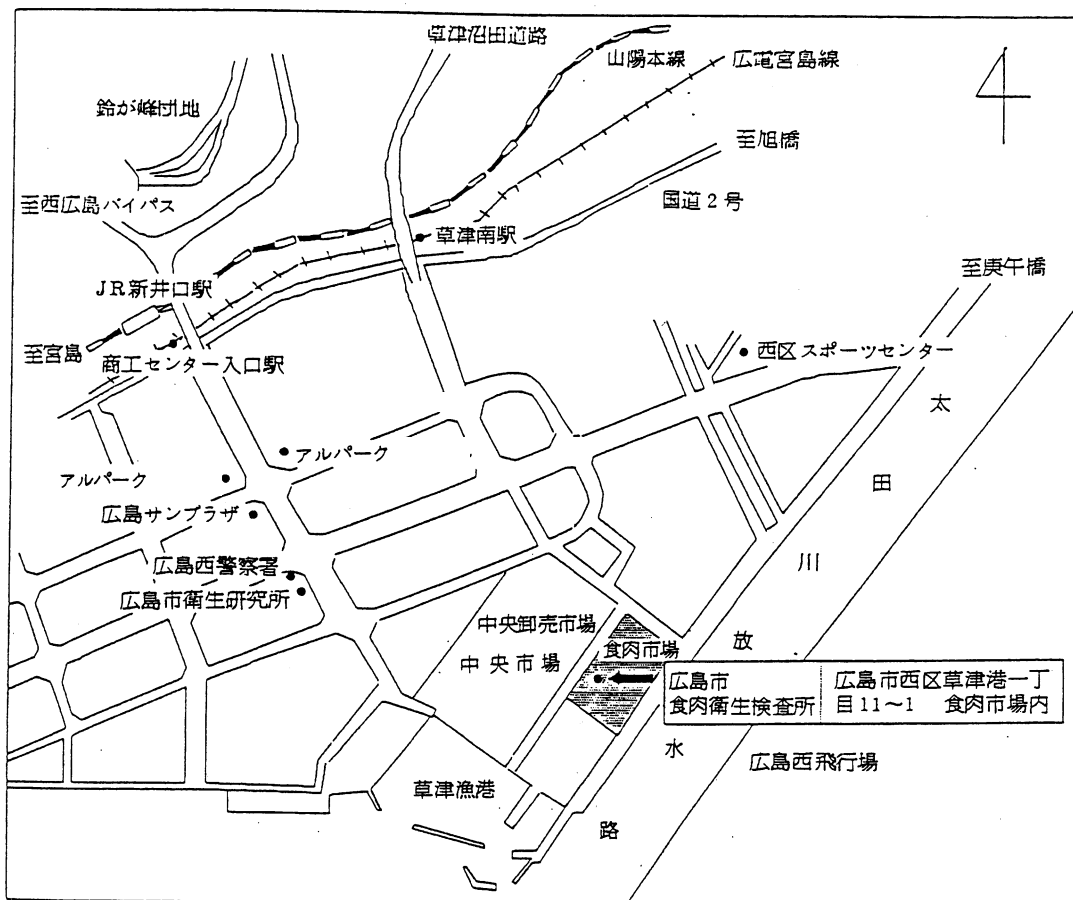 草津沼田道路
山陽本線
広電宮島線
鈴が峰団地
至旭橋
至西広島バイパス
国道2号
草津南駅
至庚午橋
JR新井口駅
至宮島
商工センター入口駅
西区スポーツセンター
太田川放水路
アルパーク
アルパーク
広島サンプラザ
広島西警察署
広島市衛生研究所
中央卸売市場
中央市場
食肉市場
広島市
食肉衛生検査所
広島市西区草津港一丁
目11~1 食肉市場内
広島西飛行場
草津漁港